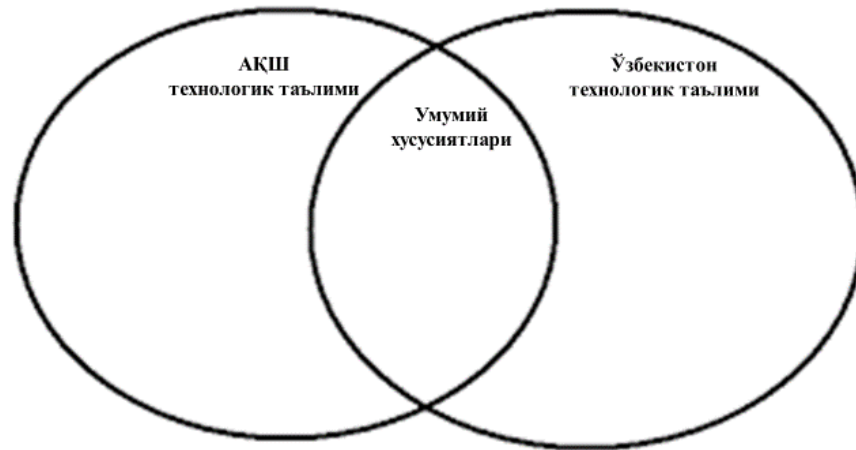 АҚШ
технологик таълими
Умумий
хусусиятлари
Ўзбекистон
технологик таълими